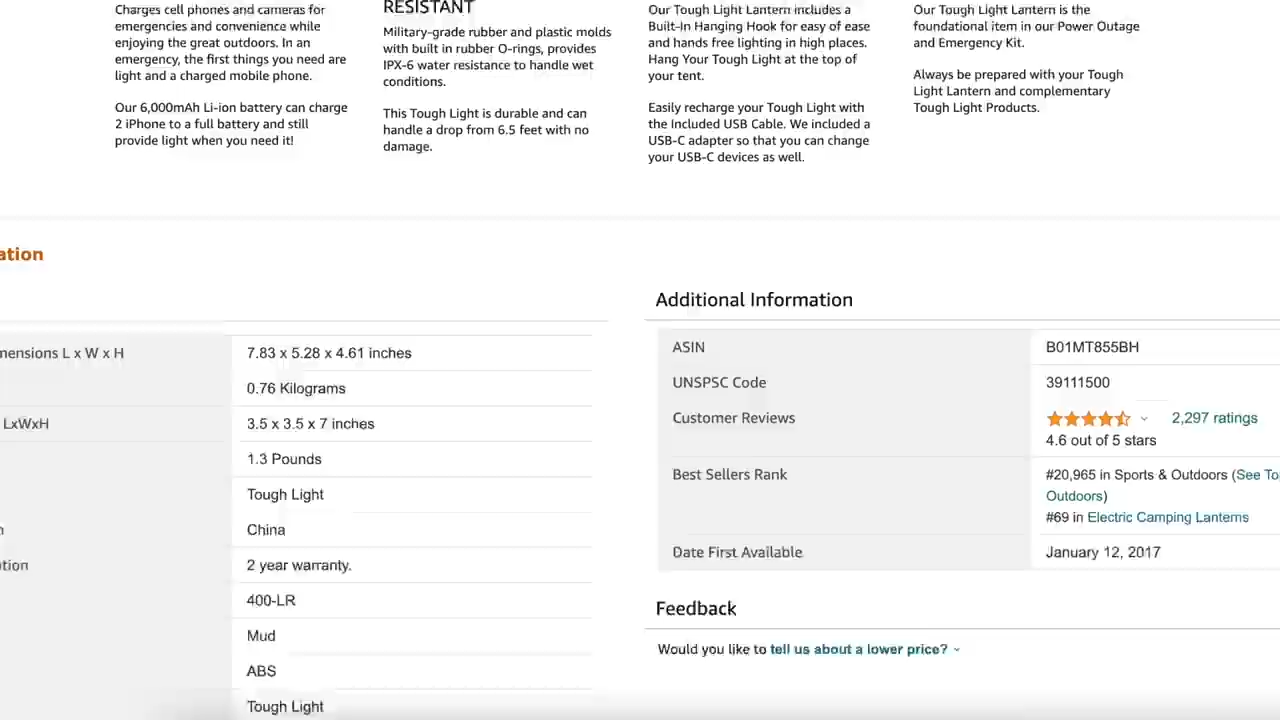 Charges cell phones and cameras for
emergencies and convenience while
enjoying the great outdoors. In an
emergency, the first things you need are
light and a charged mobile phone.
Our 6,000mAh Li-ion battery can charge
2 iPhone to a full battery and still
provide light when you need it!
RESISTANT
Military-grade rubber and plastic molds
with built in rubber O-rings, provides
IPX-6 water resistance to handle wet
conditions.
This Tough Light is durable and can
handle a drop from 6.5 feet with no
damage.
Our Tough Light Lantern includes a
Built-In Hanging Hook for easy of ease
and hands free lighting in high places.
Hang Your Tough Light at the top of
your tent.
Easily recharge your Tough Light with
the Included USB Cable. We included a
USB-C adapter so that you can change
your USB-C devices as well.
Our Tough Light Lantern is the
foundational item in our Power Outage
and Emergency Kit.
Always be prepared with your Tough
Light Lantern and complementary
Tough Light Products.
ation
mensions L x W x H 7.83 x 5.28 x 4.61 inches
0.76 Kilograms
LxWxH 3.5 x 3.5 x 7 inches
1.3 Pounds
Tough Light
n China
tion 2 year warranty.
400-LR
Mud
ABS
Tough Light
Additional Information
ASIN B01MT855BH
UNSPSC Code 39111500
Customer Reviews 2,297 ratings
4.6 out of 5 stars
Best Sellers Rank #20,965 in Sports & Outdoors (See To
Outdoors)
#69 in Electric Camping Lanterns
Date First Available January 12, 2017
Feedback
Would you like to tell us about a lower price?